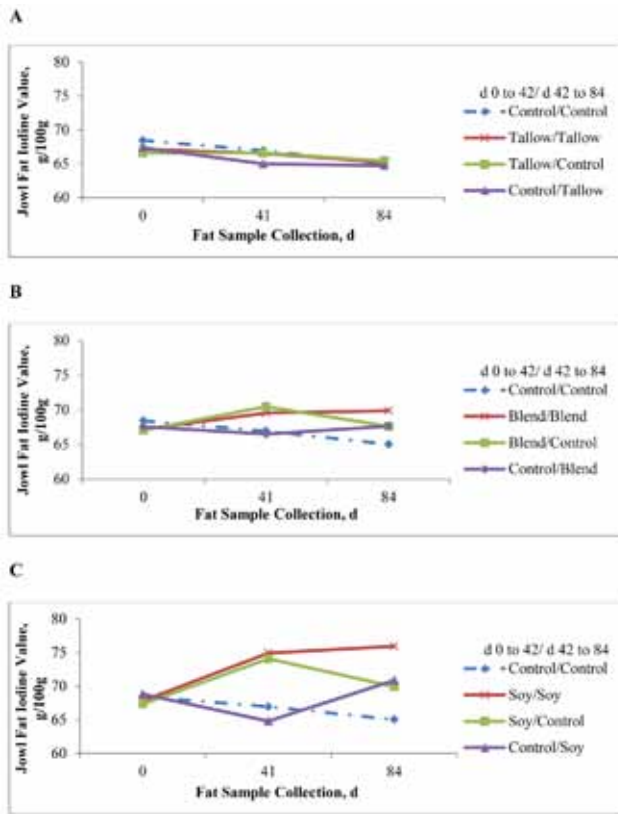 A
Jowl Fat Iodine Value,
g/100g
80
75
70
65
60
0
41
84
Fat Sample Collection, d
d 0 to 42/ d 42 to 84
Control/Control
Tallow/Tallow
Tallow/Control
Control/Tallow
B
Jowl Fat Iodine Value,
g/100g
80
75
70
65
60
0
41
84
Fat Sample Collection, d
d 0 to 42/ d 42 to 84
Control/Control
Blend/Blend
Blend/Control
Control/Blend
C
Jowl Fat Iodine Value,
g/100g
80
75
70
65
60
0
41
84
Fat Sample Collection, d
d 0 to 42/ d 42 to 84
Control/Control
Soy/Soy
Soy/Control
Control/Soy